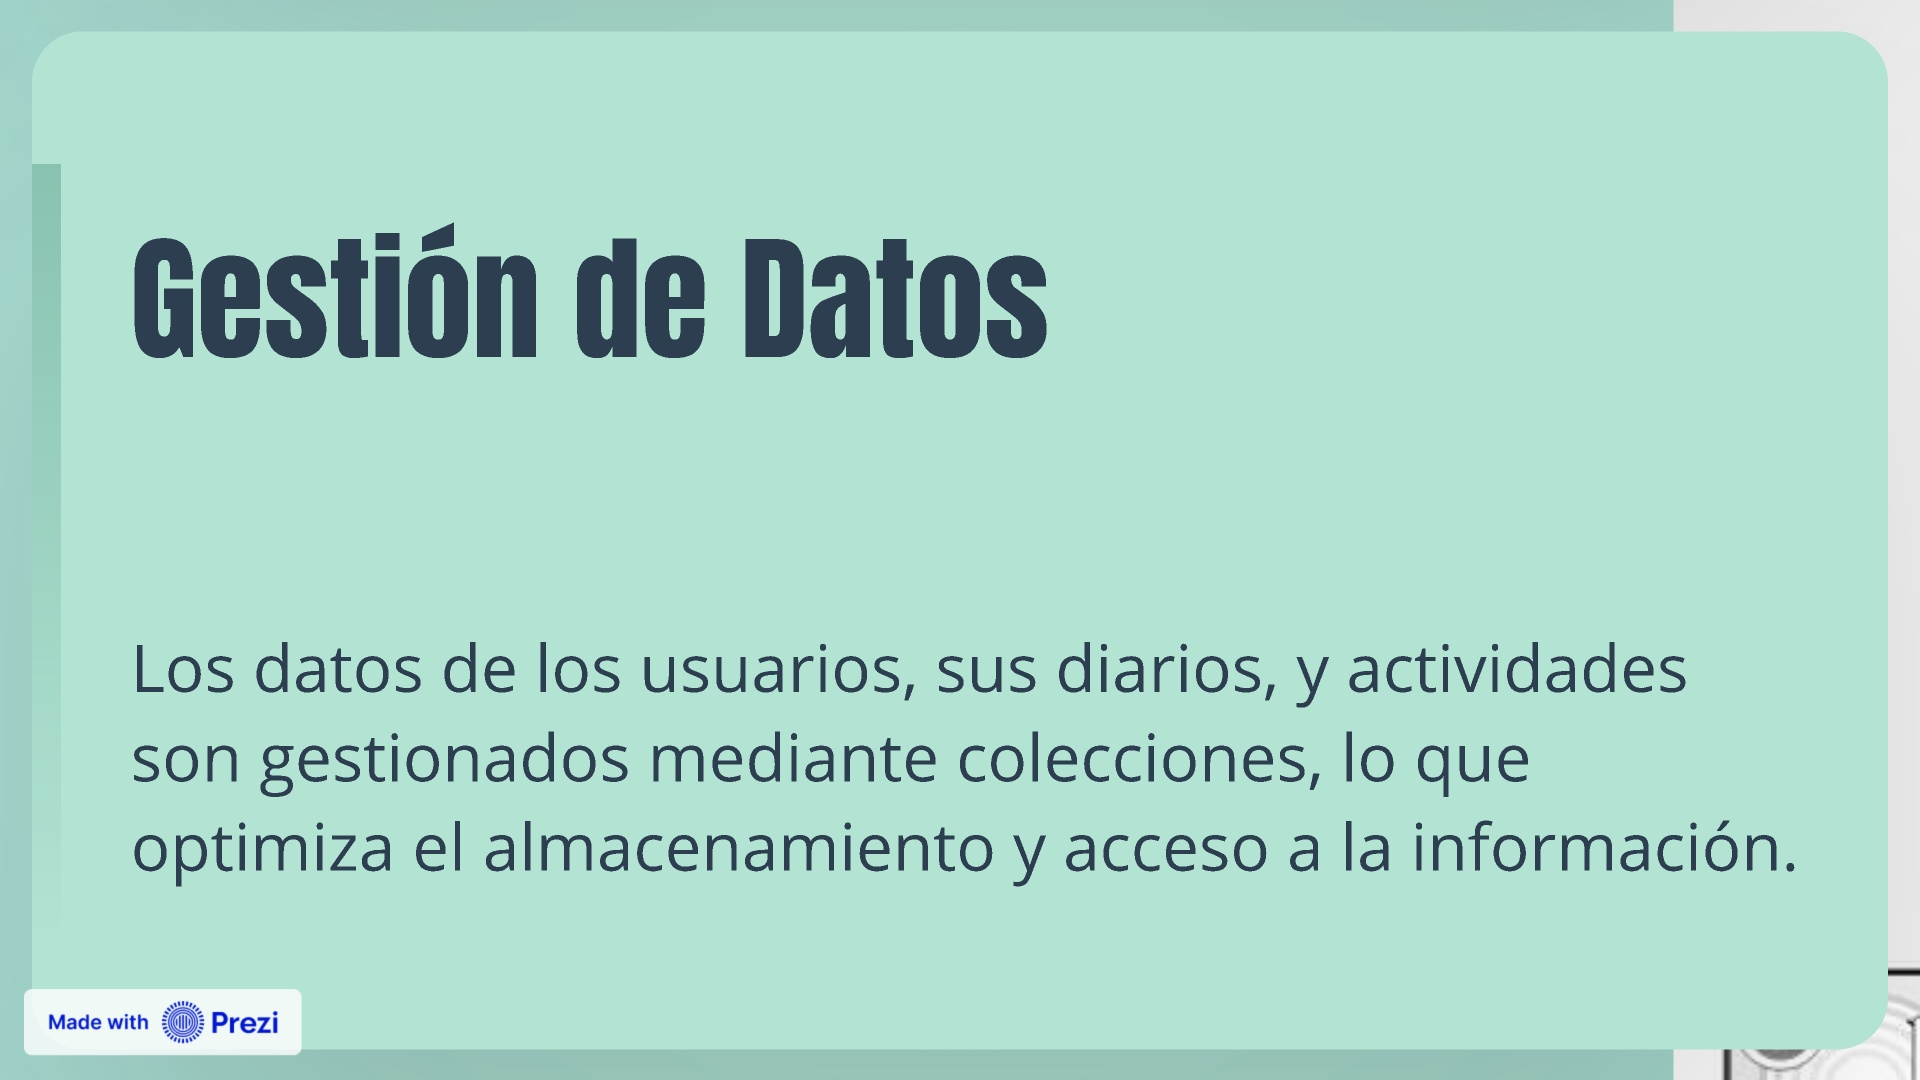 Gestión de Datos
Los datos de los usuarios, sus diarios, y actividades
son gestionados mediante colecciones, lo que
optimiza el almacenamiento y acceso a la información.
Made with Prezi